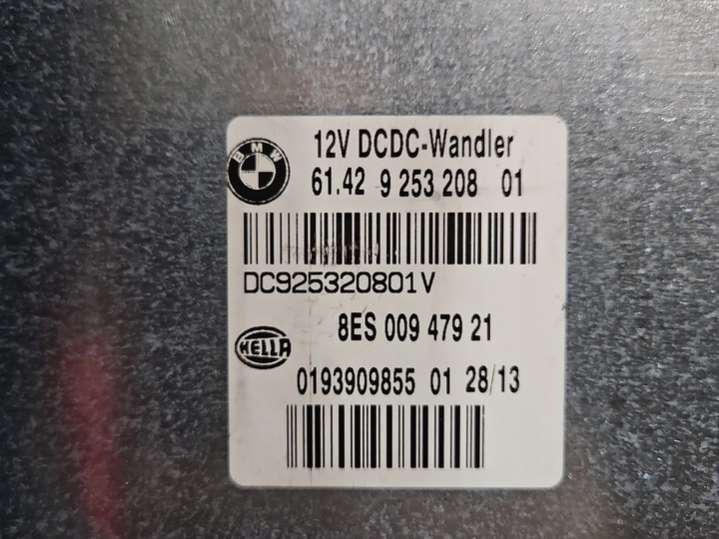 BMW
12V DCDC-Wandler
61.42 9 253 208 01
DC925320801V
8ES 009 479 21
HELLA
0193909855 01 28/13